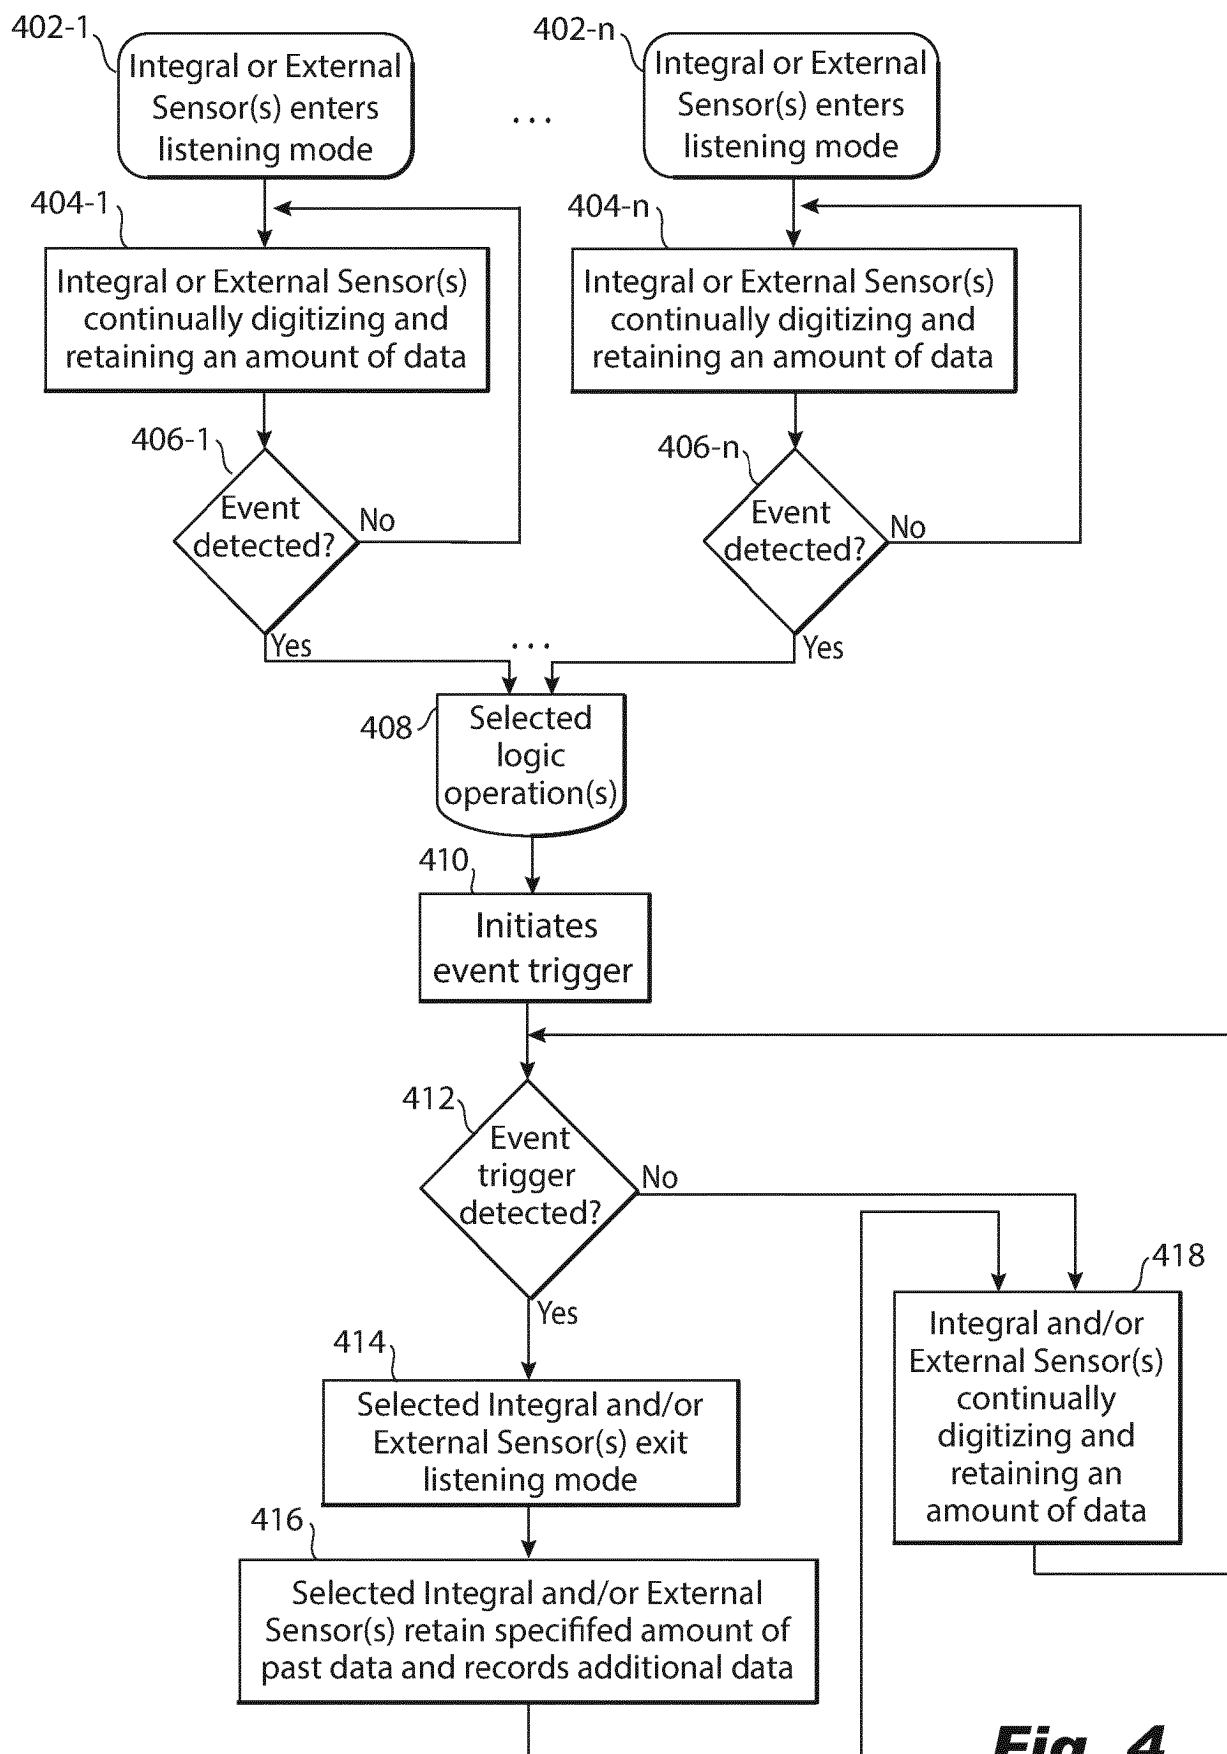 402-1
Integral or External
Sensor(s) enters
listening mode
...
402-n
Integral or External
Sensor(s) enters
listening mode
404-1
Integral or External Sensor(s)
continually digitizing and
retaining an amount of data
404-n
Integral or External Sensor(s)
continually digitizing and
retaining an amount of data
406-1
Event
detected?
No
Yes
406-n
Event
detected?
No
Yes
...
408
Selected
logic
operation(s)
410
Initiates
event trigger
412
Event
trigger
detected?
No
Yes
414
Selected Integral and/or
External Sensor(s) exit
listening mode
418
Integral and/or
External Sensor(s)
continually
digitizing and
retaining an
amount of data
416
Selected Integral and/or External
Sensor(s) retain specififed amount of
past data and records additional data
Fig. 4